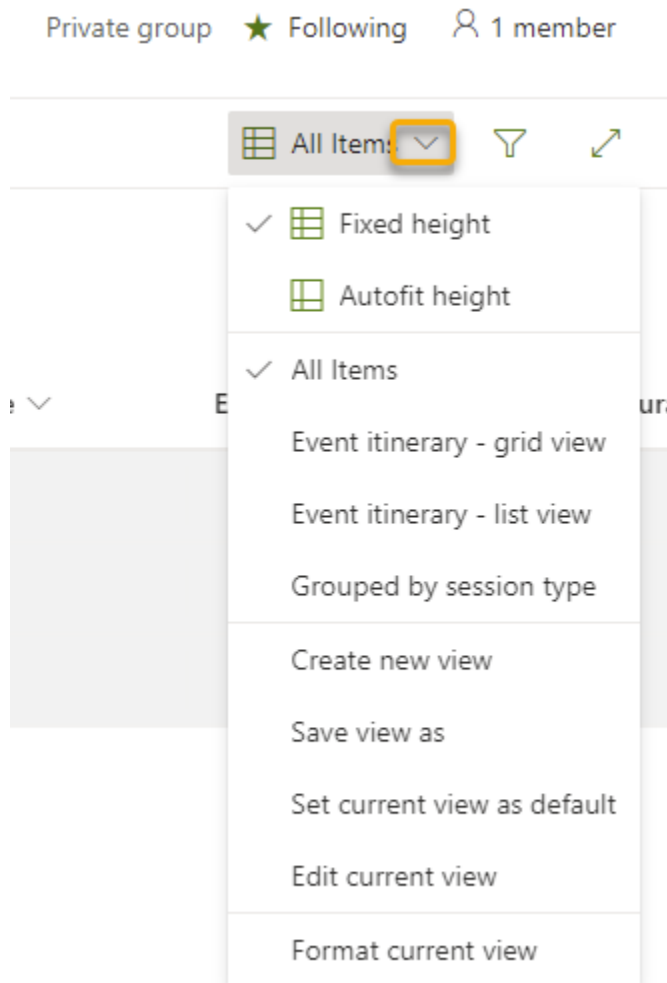 Private group ★ Following 1 member
All Items
Fixed height
Autofit height
All Items
Event itinerary - grid view
Event itinerary - list view
Grouped by session type
Create new view
Save view as
Set current view as default
Edit current view
Format current view